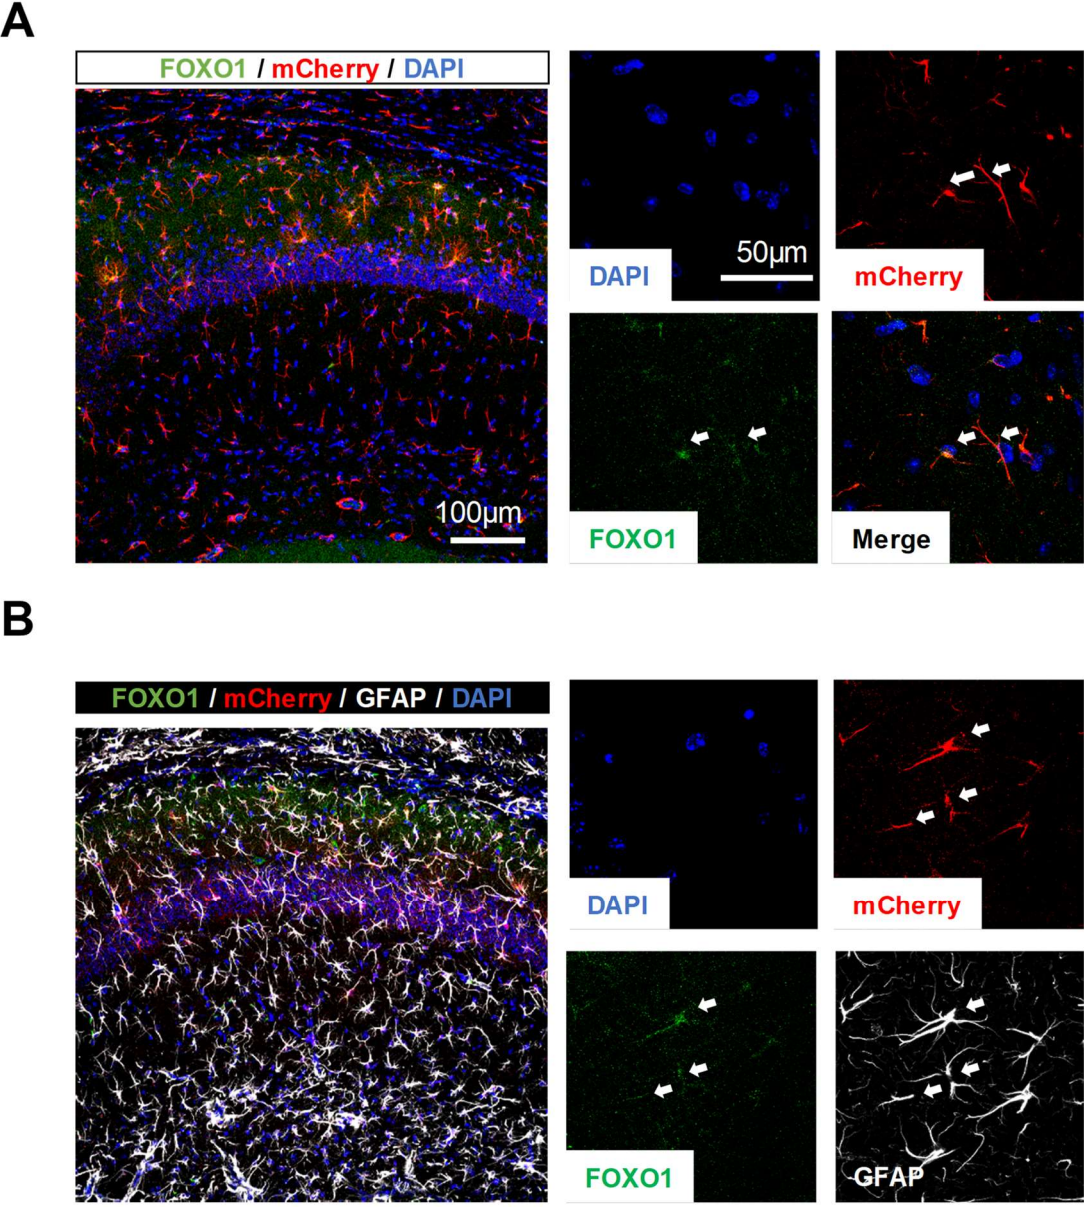 A
FOXO1 / mCherry / DAPI
100µm
DAPI
50µm
mCherry
FOXO1
Merge
B
FOXO1 / mCherry / GFAP / DAPI
DAPI
mCherry
FOXO1
GFAP